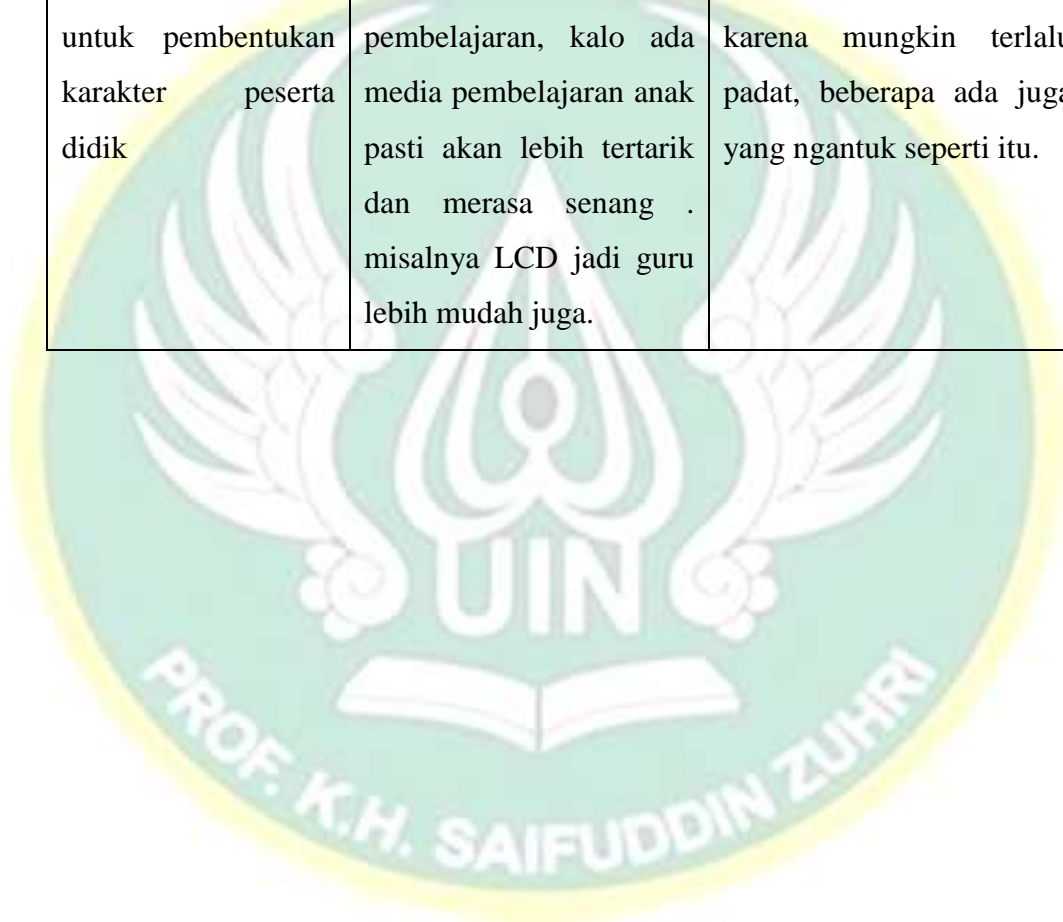 untuk pembentukan
karakter peserta
didik
pembelajaran, kalo ada
media pembelajaran anak
pasti akan lebih tertarik
dan merasa senang .
misalnya LCD jadi guru
lebih mudah juga.
karena mungkin terlalu
padat, beberapa ada juga
yang ngantuk seperti itu.
UIN
PROF. K.H. SAIFUDDIN ZUHRI